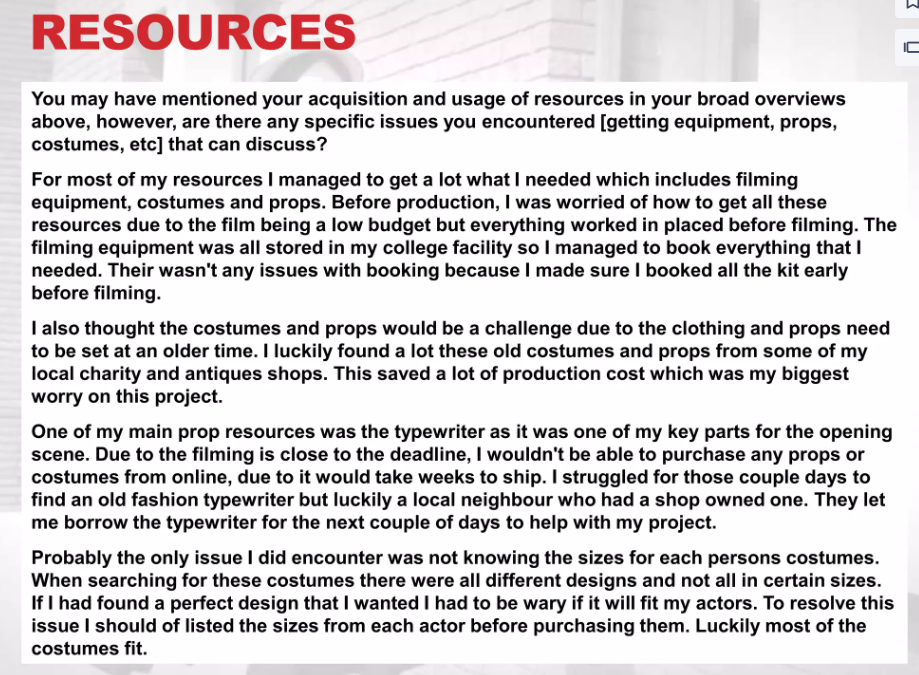 RESOURCES
You may have mentioned your acquisition and usage of resources in your broad overviews
above, however, are there any specific issues you encountered [getting equipment, props,
costumes, etc] that can discuss?
For most of my resources I managed to get a lot what I needed which includes filming
equipment, costumes and props. Before production, I was worried of how to get all these
resources due to the film being a low budget but everything worked in placed before filming. The
filming equipment was all stored in my college facility so I managed to book everything that I
needed. Their wasn't any issues with booking because I made sure I booked all the kit early
before filming.
I also thought the costumes and props would be a challenge due to the clothing and props need
to be set at an older time. I luckily found a lot these old costumes and props from some of my
local charity and antiques shops. This saved a lot of production cost which was my biggest
worry on this project.
One of my main prop resources was the typewriter as it was one of my key parts for the opening
scene. Due to the filming is close to the deadline, I wouldn't be able to purchase any props or
costumes from online, due to it would take weeks to ship. I struggled for those couple days to
find an old fashion typewriter but luckily a local neighbour who had a shop owned one. They let
me borrow the typewriter for the next couple of days to help with my project.
Probably the only issue I did encounter was not knowing the sizes for each persons costumes.
When searching for these costumes there were all different designs and not all in certain sizes.
If I had found a perfect design that I wanted I had to be wary if it will fit my actors. To resolve this
issue I should of listed the sizes from each actor before purchasing them. Luckily most of the
costumes fit.